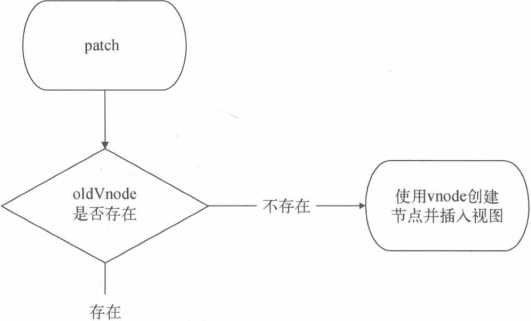 patch
oldVnode
是否存在
不存在
使用vnode创建
节点并插入视图
存在